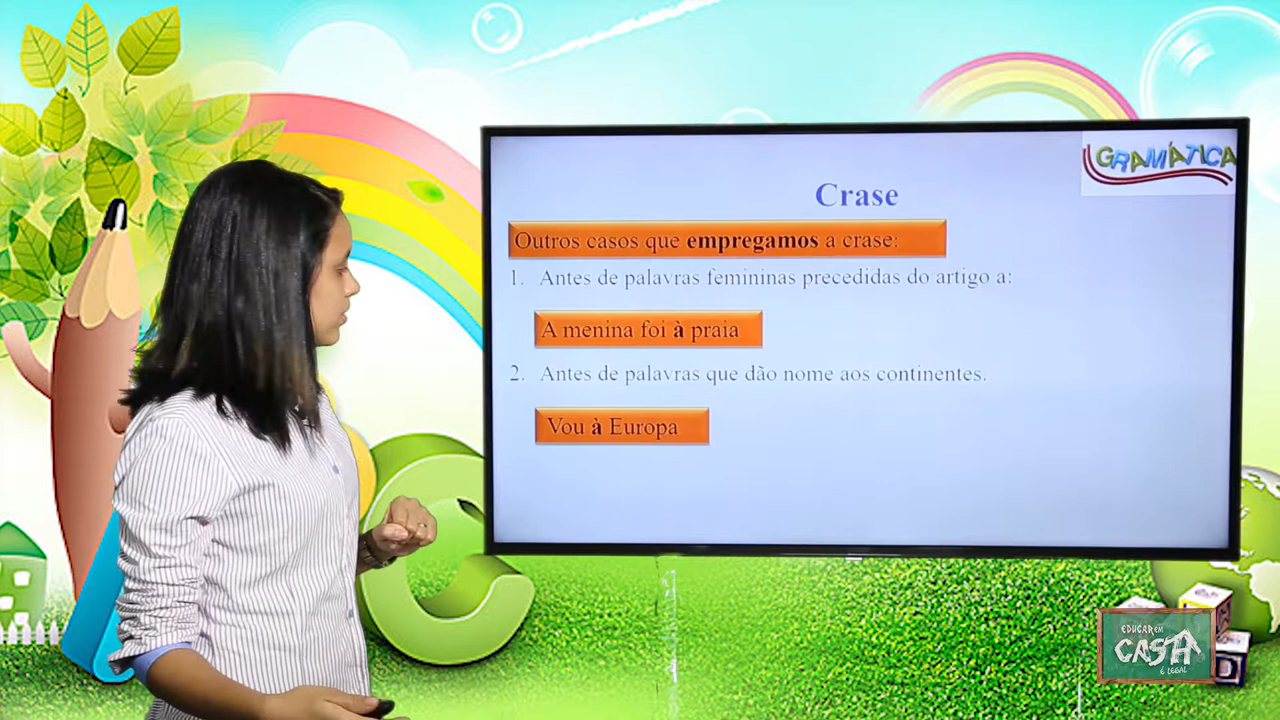 GRAMÁTICA
Crase
Outros casos que empregamos a crase:
1. Antes de palavras femininas precedidas do artigo a:
A menina foi à praia
2. Antes de palavras que dão nome aos continentes.
Vou à Europa
EDUCAR EM
CASA
É LEGAL
D